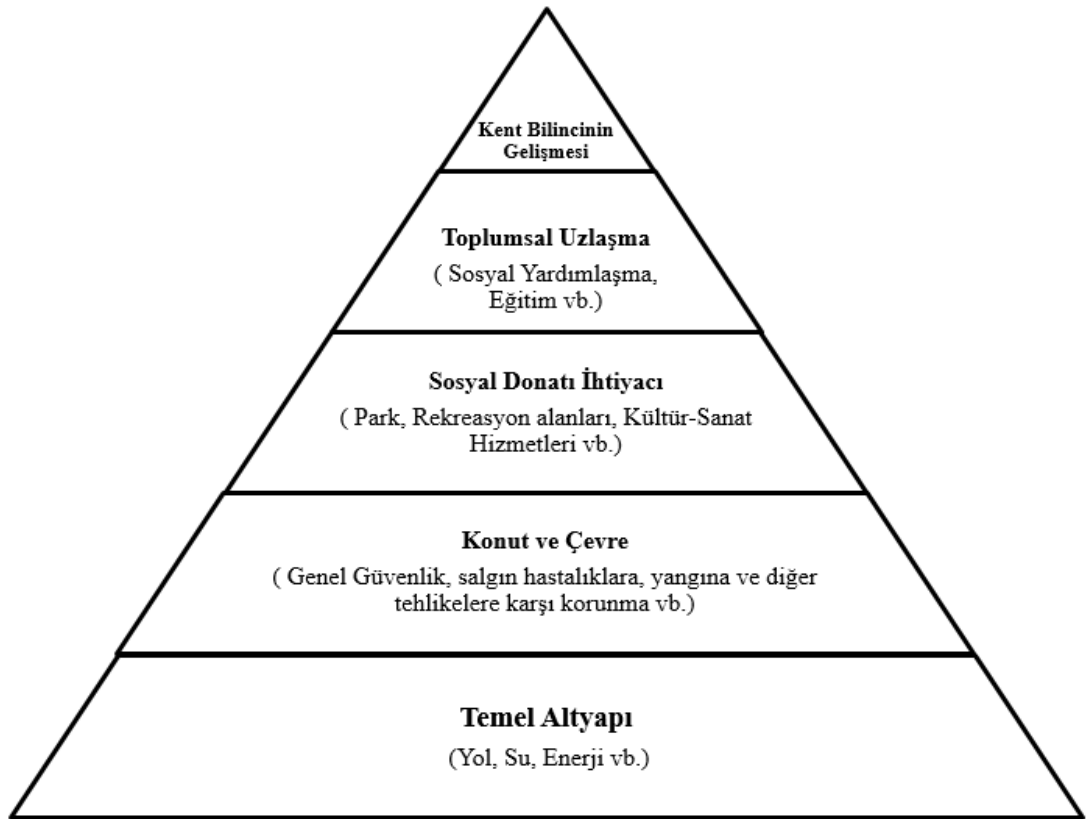 Kent Bilincinin
Gelişmesi
Toplumsal Uzlaşma
( Sosyal Yardımlaşma,
Eğitim vb.)
Sosyal Donatı İhtiyacı
( Park, Rekreasyon alanları, Kültür-Sanat
Hizmetleri vb.)
Konut ve Çevre
( Genel Güvenlik, salgın hastalıklara, yangına ve diğer
tehlikelere karşı korunma vb.)
Temel Altyapı
(Yol, Su, Enerji vb.)